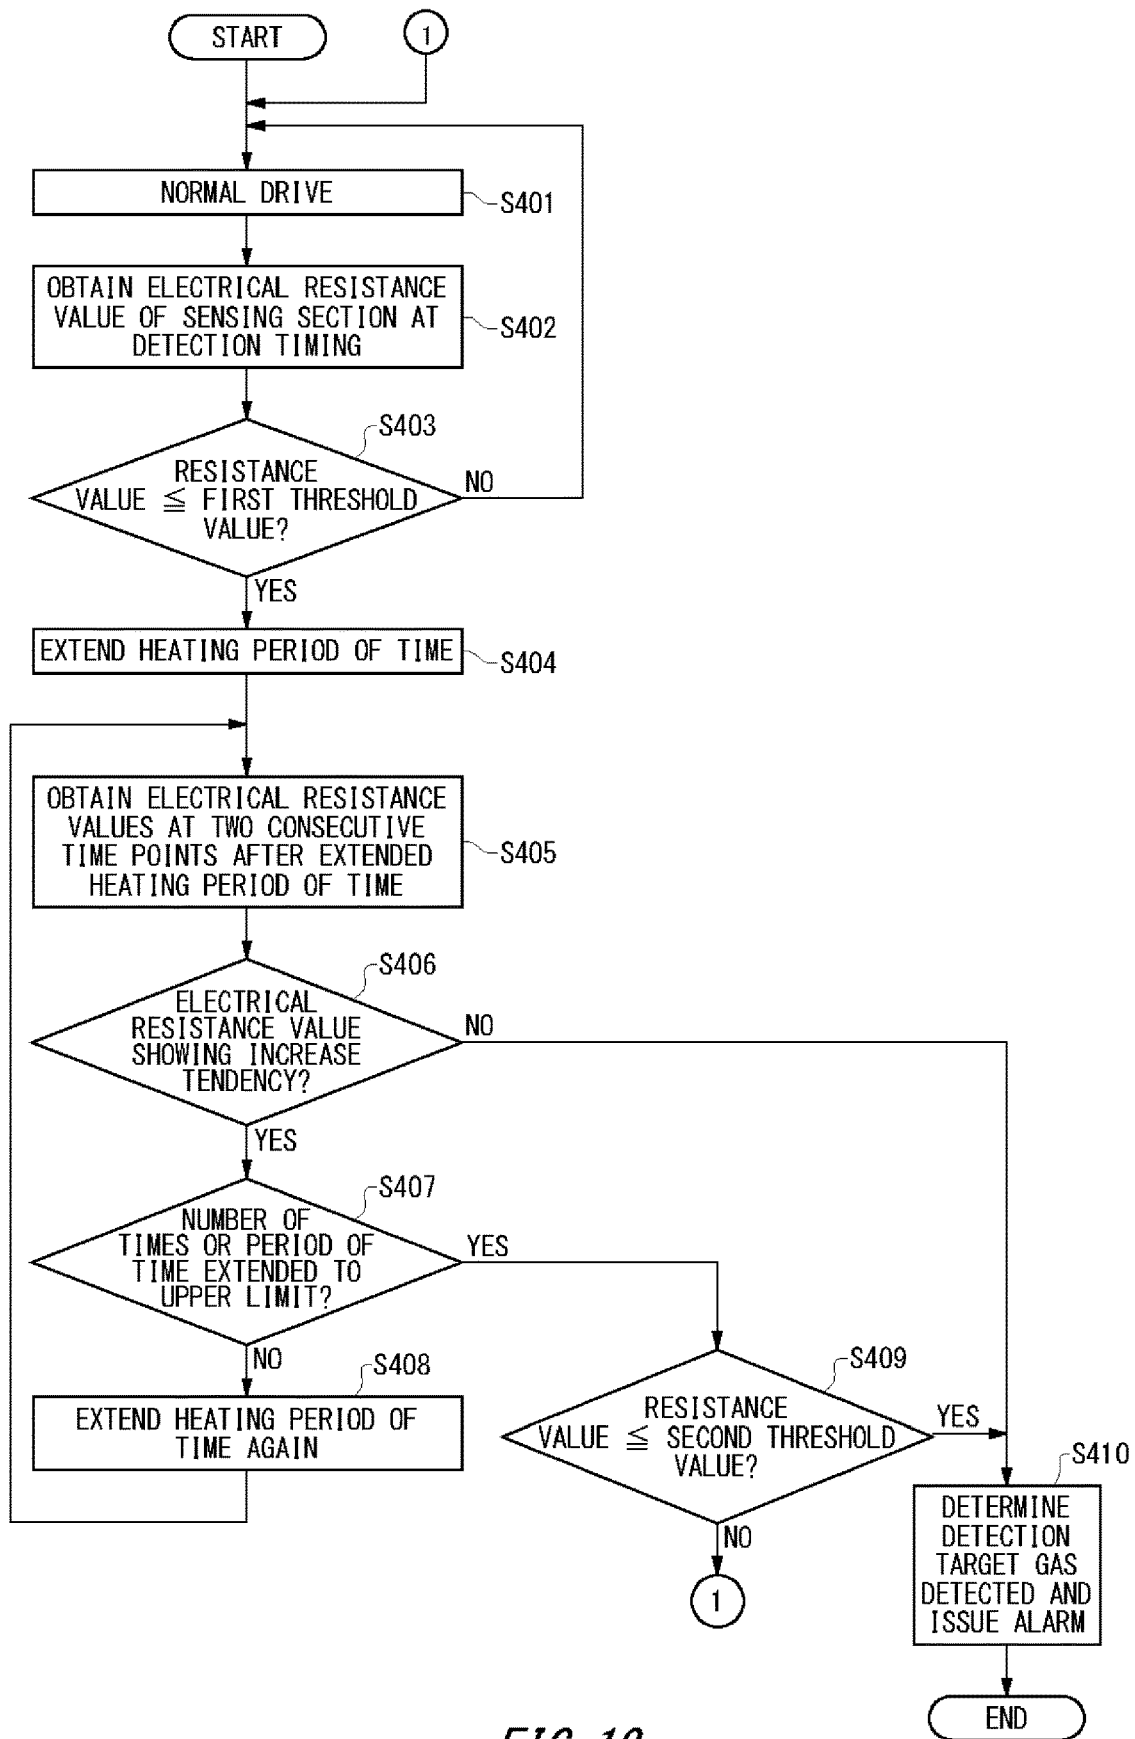 START
1
NORMAL DRIVE
S401
OBTAIN ELECTRICAL RESISTANCE
VALUE OF SENSING SECTION AT
DETECTION TIMING
S402
S403
RESISTANCE
VALUE ≦ FIRST THRESHOLD
VALUE?
NO
YES
EXTEND HEATING PERIOD OF TIME
S404
OBTAIN ELECTRICAL RESISTANCE
VALUES AT TWO CONSECUTIVE
TIME POINTS AFTER EXTENDED
HEATING PERIOD OF TIME
S405
S406
ELECTRICAL
RESISTANCE VALUE
SHOWING INCREASE
TENDENCY?
NO
YES
S407
NUMBER OF
TIMES OR PERIOD OF
TIME EXTENDED TO
UPPER LIMIT?
YES
NO
S408
EXTEND HEATING PERIOD OF
TIME AGAIN
S409
RESISTANCE
VALUE ≦ SECOND THRESHOLD
VALUE?
YES
NO
1
S410
DETERMINE
DETECTION
TARGET GAS
DETECTED AND
ISSUE ALARM
END